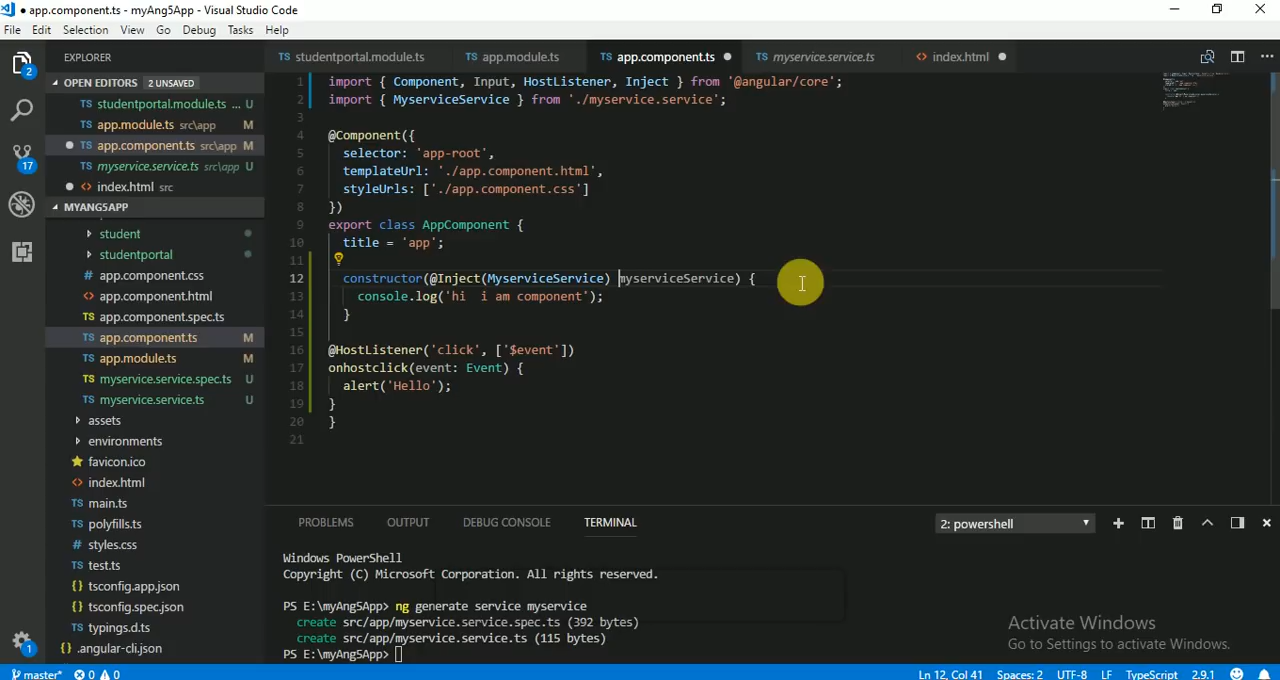 ● app.component.ts - myAng5App - Visual Studio Code
File Edit Selection View Go Debug Tasks Help
EXPLORER
OPEN EDITORS 2 UNSAVED
TS studentportal.module.ts ... U
TS app.module.ts src\app M
● TS app.component.ts src\app M
TS myservice.service.ts src\app U
● <> index.html src
MYANG5APP
student
studentportal
app.component.css
<> app.component.html
TS app.component.spec.ts
TS app.component.ts M
TS app.module.ts M
TS myservice.service.spec.ts U
TS myservice.service.ts U
assets
environments
favicon.ico
<> index.html
TS main.ts
TS polyfills.ts
TS styles.css
TS test.ts
{} tsconfig.app.json
{} tsconfig.spec.json
TS typings.d.ts
{} .angular-cli.json
2
17
1
TS studentportal.module.ts TS app.module.ts TS app.component.ts ● TS myservice.service.ts <> index.html ●
1 import { Component, Input, HostListener, Inject } from '@angular/core';
2 import { MyserviceService } from './myservice.service';
3
4 @Component({
5 selector: 'app-root',
6 templateUrl: './app.component.html',
7 styleUrls: ['./app.component.css']
8 })
9 export class AppComponent {
10 title = 'app';
11
12 constructor(@Inject(MyserviceService) myserviceService) {
13 console.log('hi  i am component');
14 }
15
16 @HostListener('click', ['$event'])
17 onhostclick(event: Event) {
18 alert('Hello');
19 }
20 }
21
PROBLEMS OUTPUT DEBUG CONSOLE TERMINAL 2: powershell
Windows PowerShell
Copyright (C) Microsoft Corporation. All rights reserved.
PS E:\myAng5App> ng generate service myservice
create src/app/myservice.service.spec.ts (392 bytes)
create src/app/myservice.service.ts (115 bytes)
PS E:\myAng5App>
Activate Windows
Go to Settings to activate Windows.
master* 0 0 Ln 12, Col 41 Spaces: 2 UTF-8 LF TypeScript 2.9.1